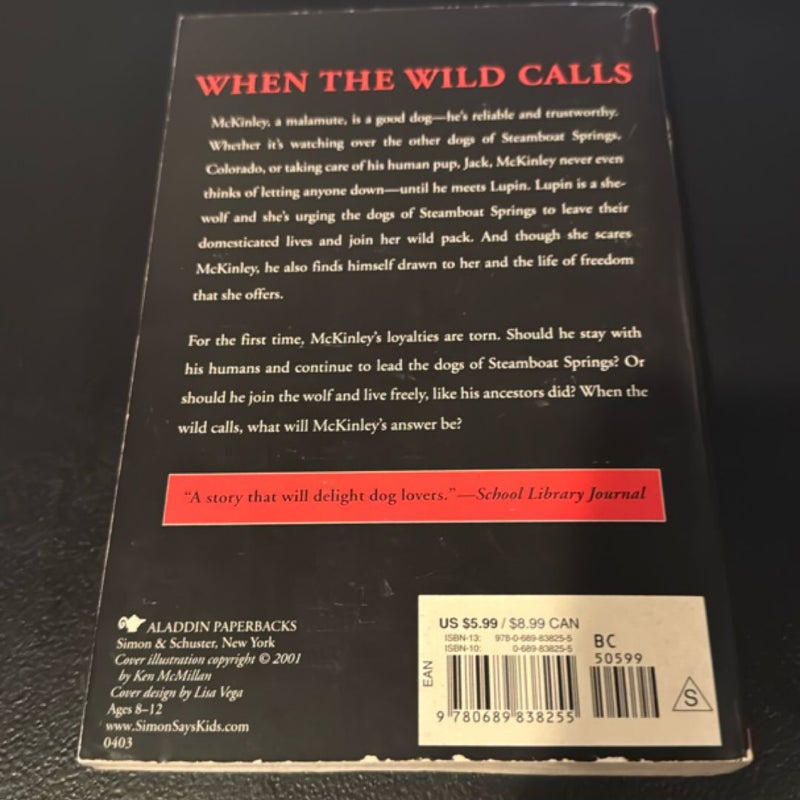 WHEN THE WILD CALLS
McKinley, a malamute, is a good dog—he's reliable and trustworthy.
Whether it's watching over the other dogs of Steamboat Springs,
Colorado, or taking care of his human pup, Jack, McKinley never even
thinks of letting anyone down—until he meets Lupin. Lupin is a she-
wolf and she's urging the dogs of Steamboat Springs to leave their
domesticated lives and join her wild pack. And though she scares
McKinley, he also finds himself drawn to her and the life of freedom
that she offers.
For the first time, McKinley's loyalties are torn. Should he stay with
his humans and continue to lead the dogs of Steamboat Springs? Or
should he join the wolf and live freely, like his ancestors did? When the
wild calls, what will McKinley's answer be?
"A story that will delight dog lovers."—School Library Journal
ALADDIN PAPERBACKS
Simon & Schuster, New York
Cover illustration copyright © 2001
by Ken McMillan
Cover design by Lisa Vega
Ages 8–12
www.SimonSaysKids.com
0403
US $5.99 / $8.99 CAN
ISBN-13: 978-0-689-83825-5
ISBN-10: 0-689-83825-5
BC
50599
EAN
9 780689 838255
S